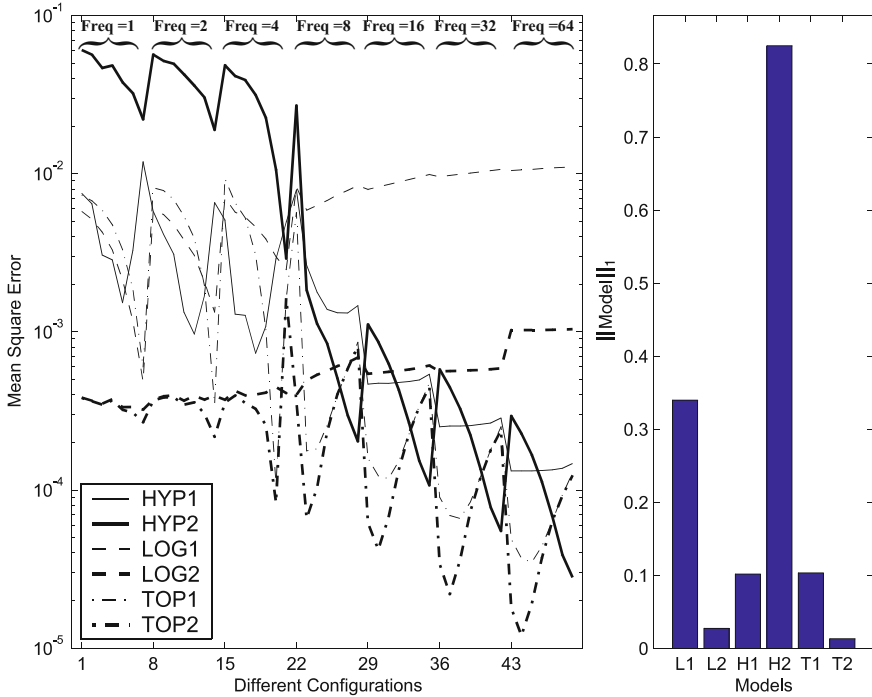 Freq =1 Freq =2 Freq =4 Freq =8 Freq =16 Freq =32 Freq =64
10^-1
10^-2
10^-3
10^-4
10^-5
Mean Square Error
HYP1
HYP2
LOG1
LOG2
TOP1
TOP2
1 8 15 22 29 36 43
Different Configurations
||Model||_1
0.8
0.7
0.6
0.5
0.4
0.3
0.2
0.1
0
L1 L2 H1 H2 T1 T2
Models